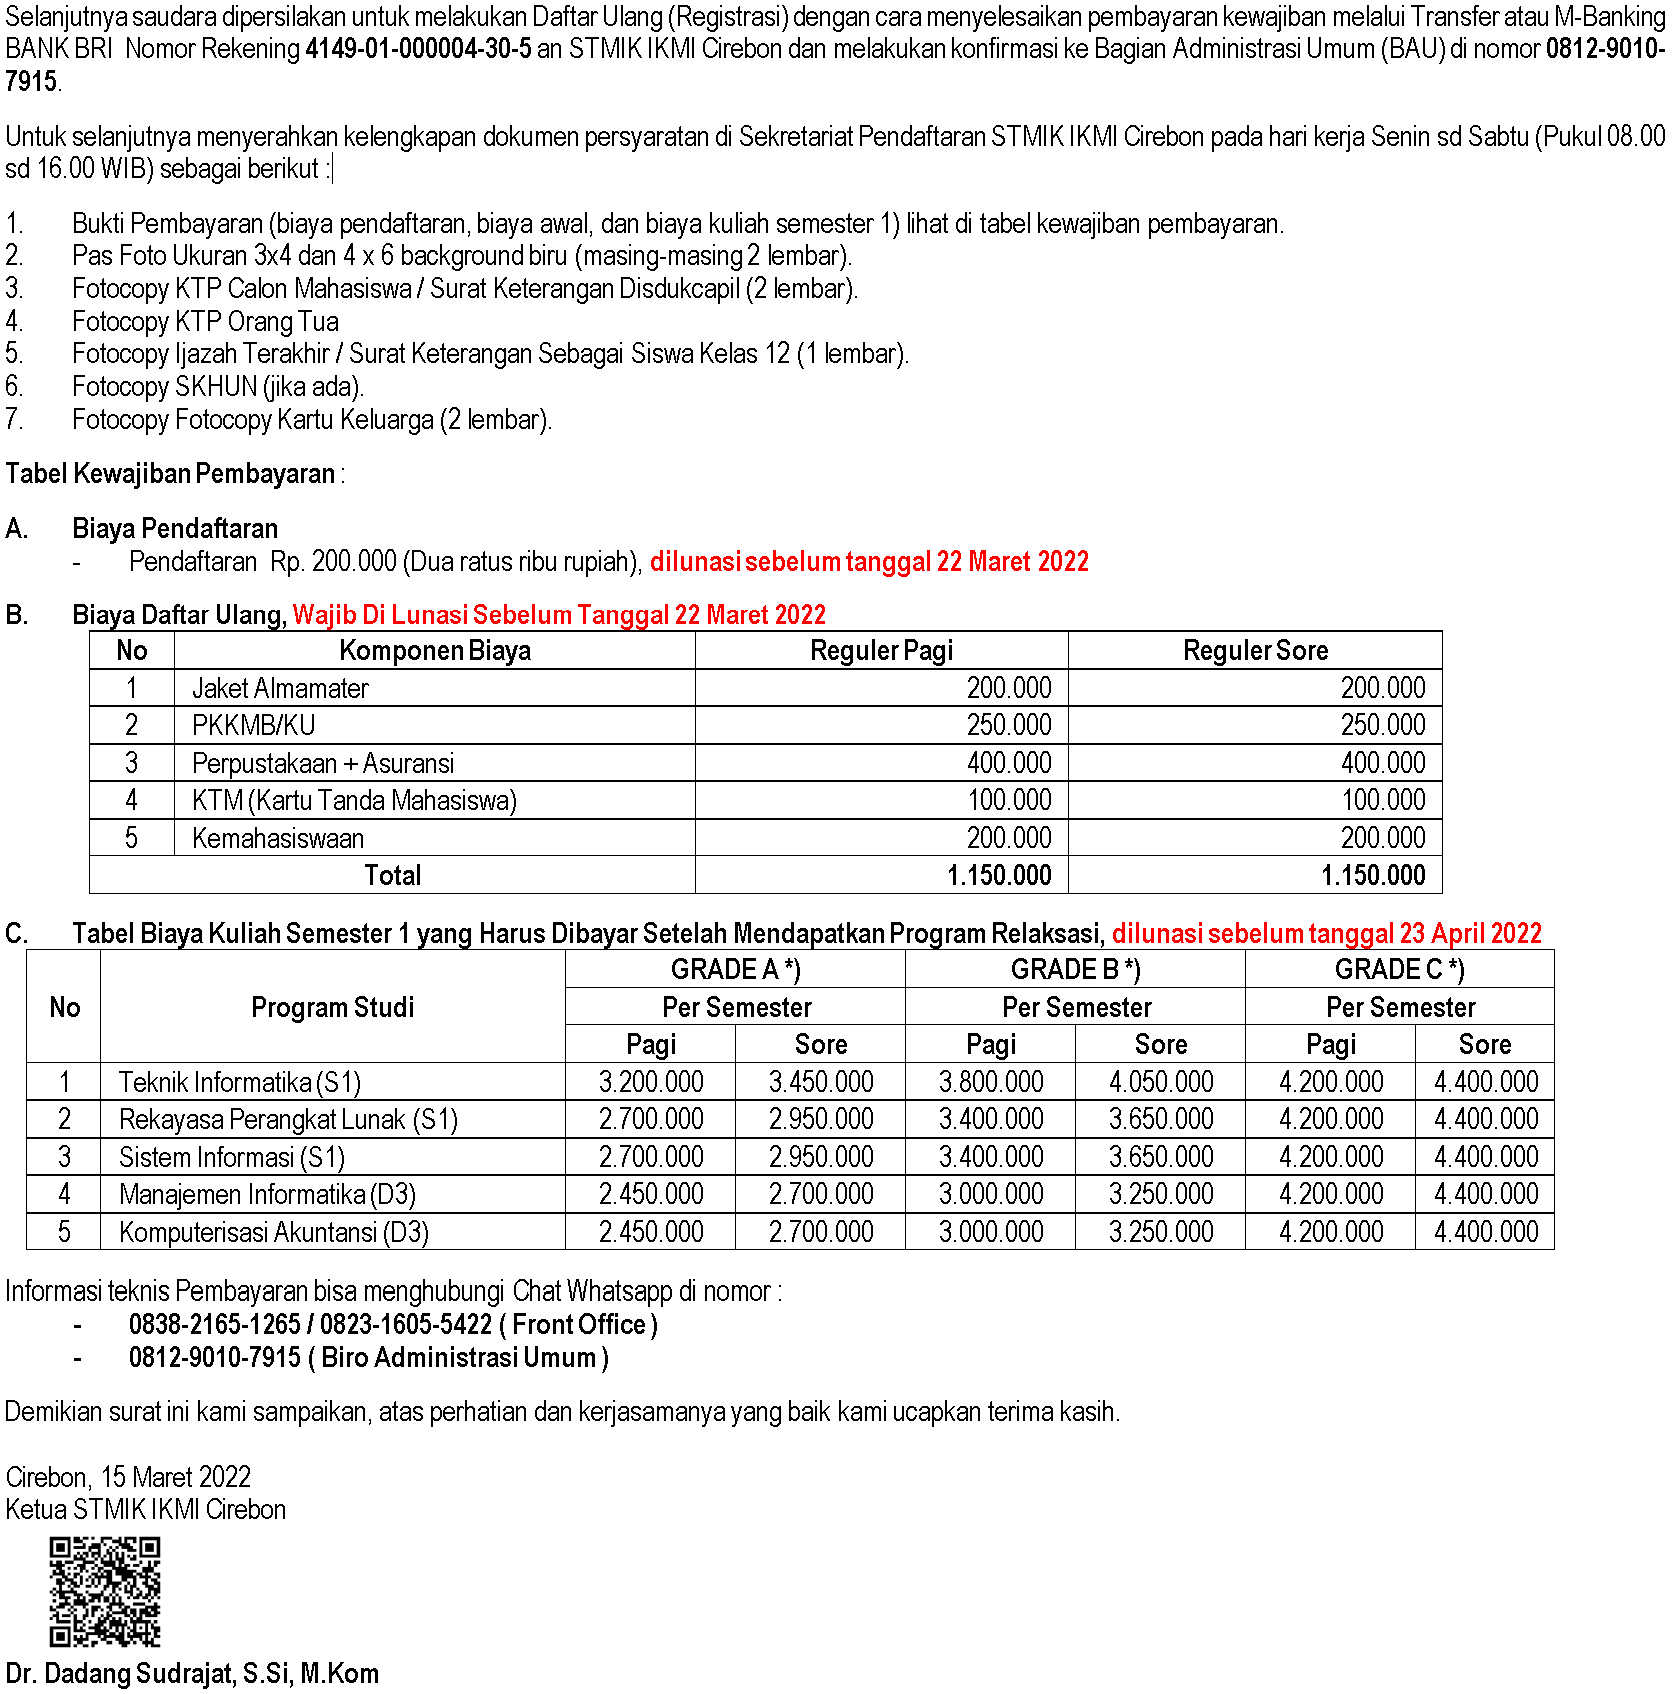 Selanjutnya saudara dipersilakan untuk melakukan Daftar Ulang (Registrasi) dengan cara menyelesaikan pembayaran kewajiban melalui Transfer atau M-Banking
BANK BRI  Nomor Rekening 4149-01-000004-30-5 an STMIK IKMI Cirebon dan melakukan konfirmasi ke Bagian Administrasi Umum (BAU) di nomor 0812-9010-
7915.
Untuk selanjutnya menyerahkan kelengkapan dokumen persyaratan di Sekretariat Pendaftaran STMIK IKMI Cirebon pada hari kerja Senin sd Sabtu (Pukul 08.00
sd 16.00 WIB) sebagai berikut :
1. Bukti Pembayaran (biaya pendaftaran, biaya awal, dan biaya kuliah semester 1) lihat di tabel kewajiban pembayaran.
2. Pas Foto Ukuran 3x4 dan 4 x 6 background biru (masing-masing 2 lembar).
3. Fotocopy KTP Calon Mahasiswa / Surat Keterangan Disdukcapil (2 lembar).
4. Fotocopy KTP Orang Tua
5. Fotocopy Ijazah Terakhir / Surat Keterangan Sebagai Siswa Kelas 12 (1 lembar).
6. Fotocopy SKHUN (jika ada).
7. Fotocopy Fotocopy Kartu Keluarga (2 lembar).
Tabel Kewajiban Pembayaran :
A. Biaya Pendaftaran
- Pendaftaran  Rp. 200.000 (Dua ratus ribu rupiah), dilunasi sebelum tanggal 22 Maret 2022
B. Biaya Daftar Ulang, Wajib Di Lunasi Sebelum Tanggal 22 Maret 2022
No Komponen Biaya Reguler Pagi Reguler Sore
1 Jaket Almamater 200.000 200.000
2 PKKMB/KU 250.000 250.000
3 Perpustakaan + Asuransi 400.000 400.000
4 KTM (Kartu Tanda Mahasiswa) 100.000 100.000
5 Kemahasiswaan 200.000 200.000
Total 1.150.000 1.150.000
C. Tabel Biaya Kuliah Semester 1 yang Harus Dibayar Setelah Mendapatkan Program Relaksasi, dilunasi sebelum tanggal 23 April 2022
GRADE A *) GRADE B *) GRADE C *)
No Program Studi Per Semester Per Semester Per Semester
Pagi Sore Pagi Sore Pagi Sore
1 Teknik Informatika (S1) 3.200.000 3.450.000 3.800.000 4.050.000 4.200.000 4.400.000
2 Rekayasa Perangkat Lunak (S1) 2.700.000 2.950.000 3.400.000 3.650.000 4.200.000 4.400.000
3 Sistem Informasi (S1) 2.700.000 2.950.000 3.400.000 3.650.000 4.200.000 4.400.000
4 Manajemen Informatika (D3) 2.450.000 2.700.000 3.000.000 3.250.000 4.200.000 4.400.000
5 Komputerisasi Akuntansi (D3) 2.450.000 2.700.000 3.000.000 3.250.000 4.200.000 4.400.000
Informasi teknis Pembayaran bisa menghubungi Chat Whatsapp di nomor :
- 0838-2165-1265 / 0823-1605-5422 ( Front Office )
- 0812-9010-7915 ( Biro Administrasi Umum )
Demikian surat ini kami sampaikan, atas perhatian dan kerjasamanya yang baik kami ucapkan terima kasih.
Cirebon, 15 Maret 2022
Ketua STMIK IKMI Cirebon
Dr. Dadang Sudrajat, S.Si, M.Kom